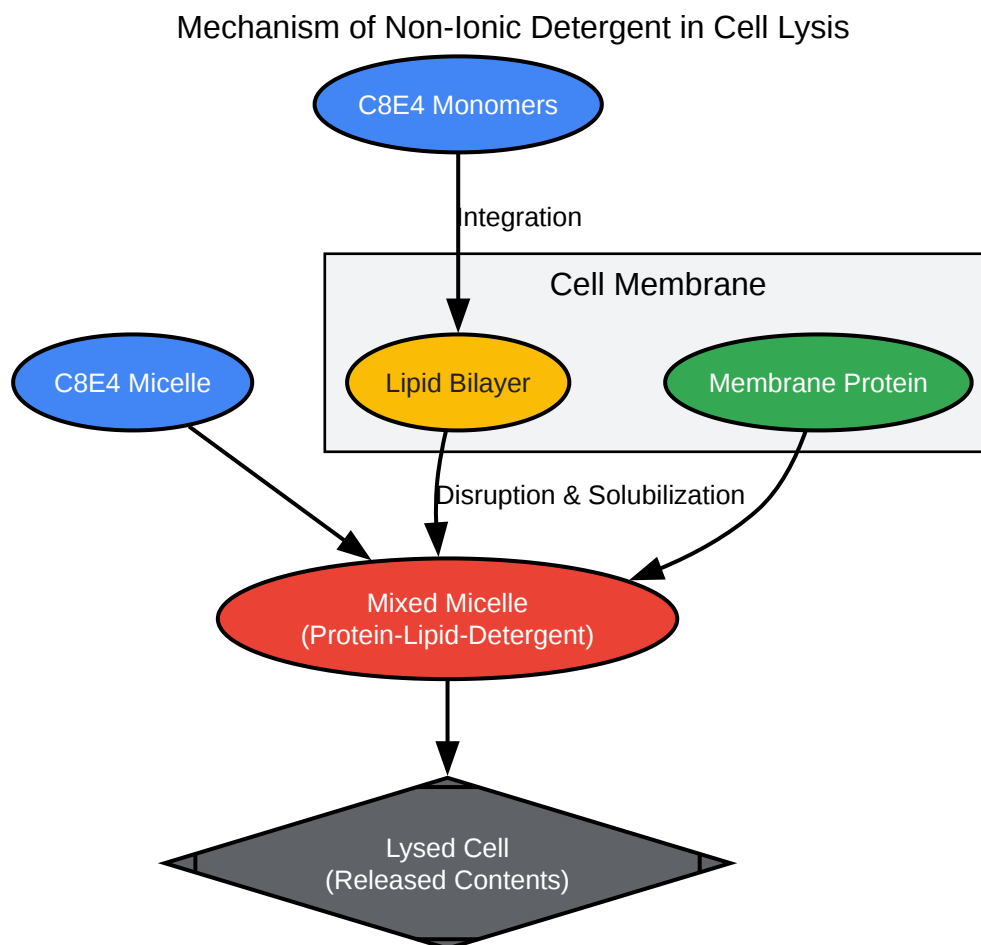 Mechanism of Non-Ionic Detergent in Cell Lysis
C8E4 Monomers
Integration
Cell Membrane
C8E4 Micelle
Lipid Bilayer
Membrane Protein
Disruption & Solubilization
Mixed Micelle
(Protein-Lipid-Detergent)
Lysed Cell
(Released Contents)